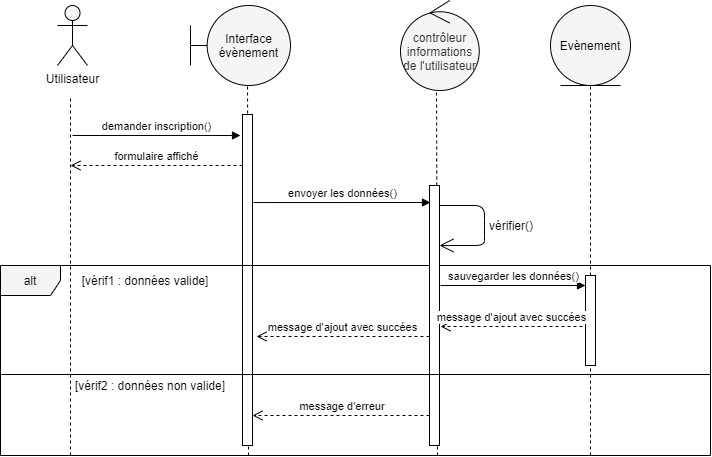 Utilisateur
Interface
évènement
contrôleur
informations
de l'utilisateur
Evènement
demander inscription()
formulaire affiché
envoyer les données()
vérifier()
alt
[vérif1 : données valide]
sauvegarder les données()
message d'ajout avec succées
message d'ajout avec succées
[vérif2 : données non valide]
message d'erreur